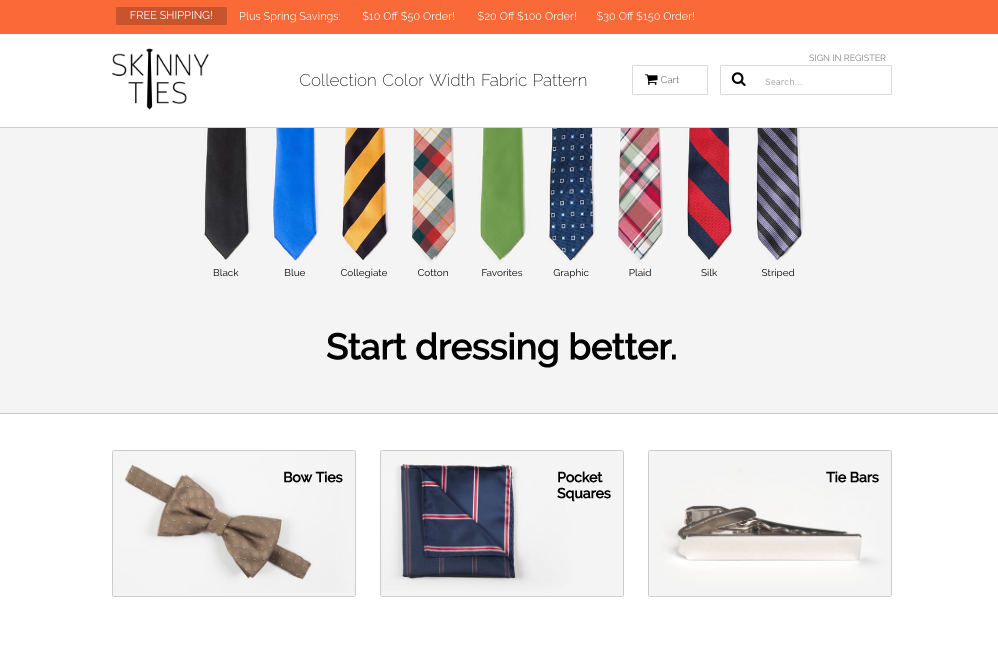 FREE SHIPPING! Plus Spring Savings: $10 Off $50 Order! $20 Off $100 Order! $30 Off $150 Order!
SIGN IN REGISTER
SKINNY
TIES
Collection Color Width Fabric Pattern
Cart
Search...
Black Blue Collegiate Cotton Favorites Graphic Plaid Silk Striped
Start dressing better.
Bow Ties
Pocket
Squares
Tie Bars